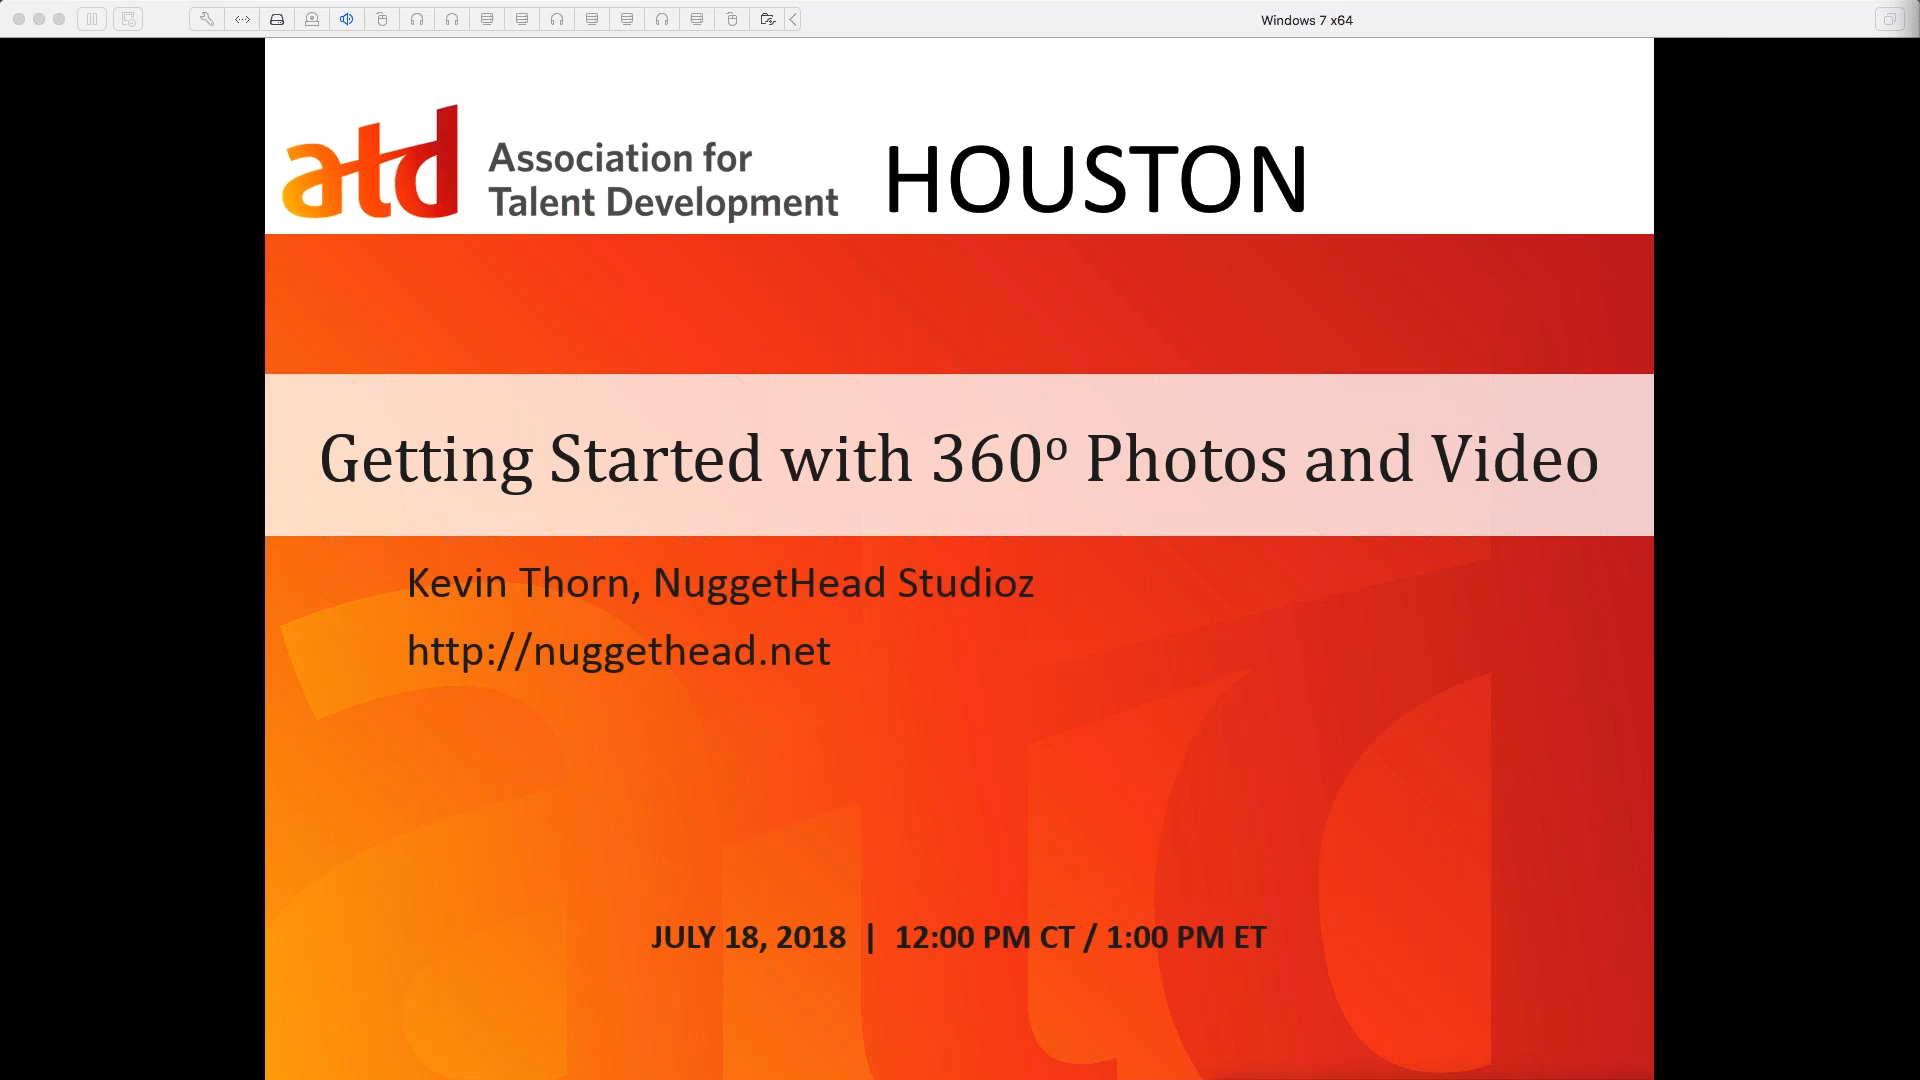 Windows 7 x64
atd Association for
Talent Development
HOUSTON
Getting Started with 360º Photos and Video
Kevin Thorn, NuggetHead Studioz
http://nuggethead.net
JULY 18, 2018 | 12:00 PM CT / 1:00 PM ET